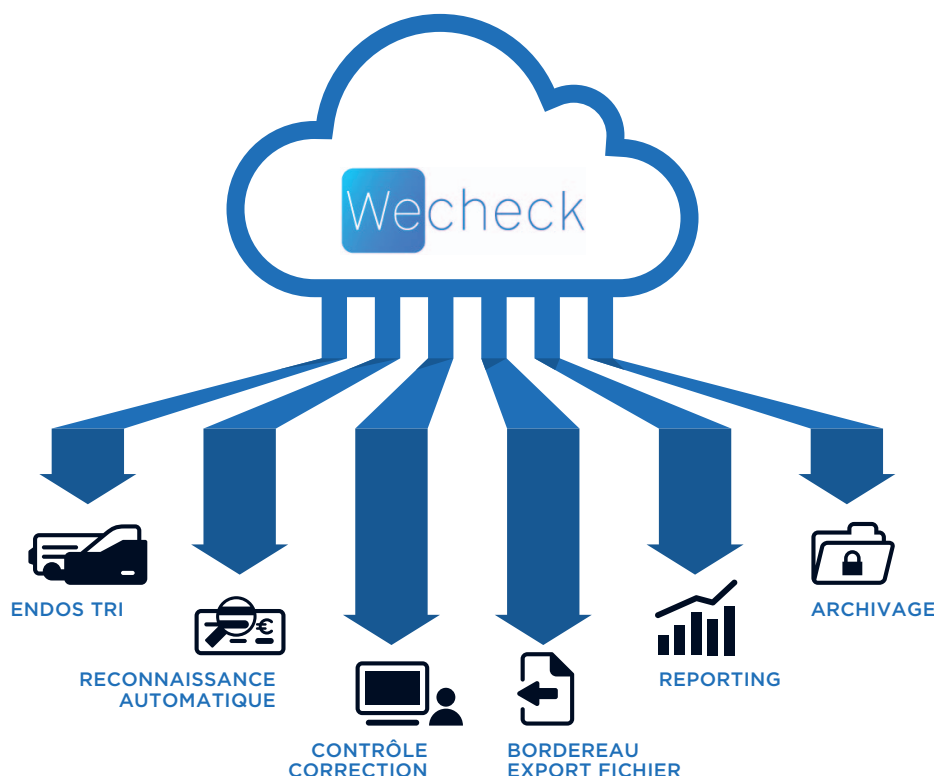 Wecheck
ENDOS TRI
RECONNAISSANCE
AUTOMATIQUE
€
CONTRÔLE
CORRECTION
BORDEREAU
EXPORT FICHIER
REPORTING
ARCHIVAGE